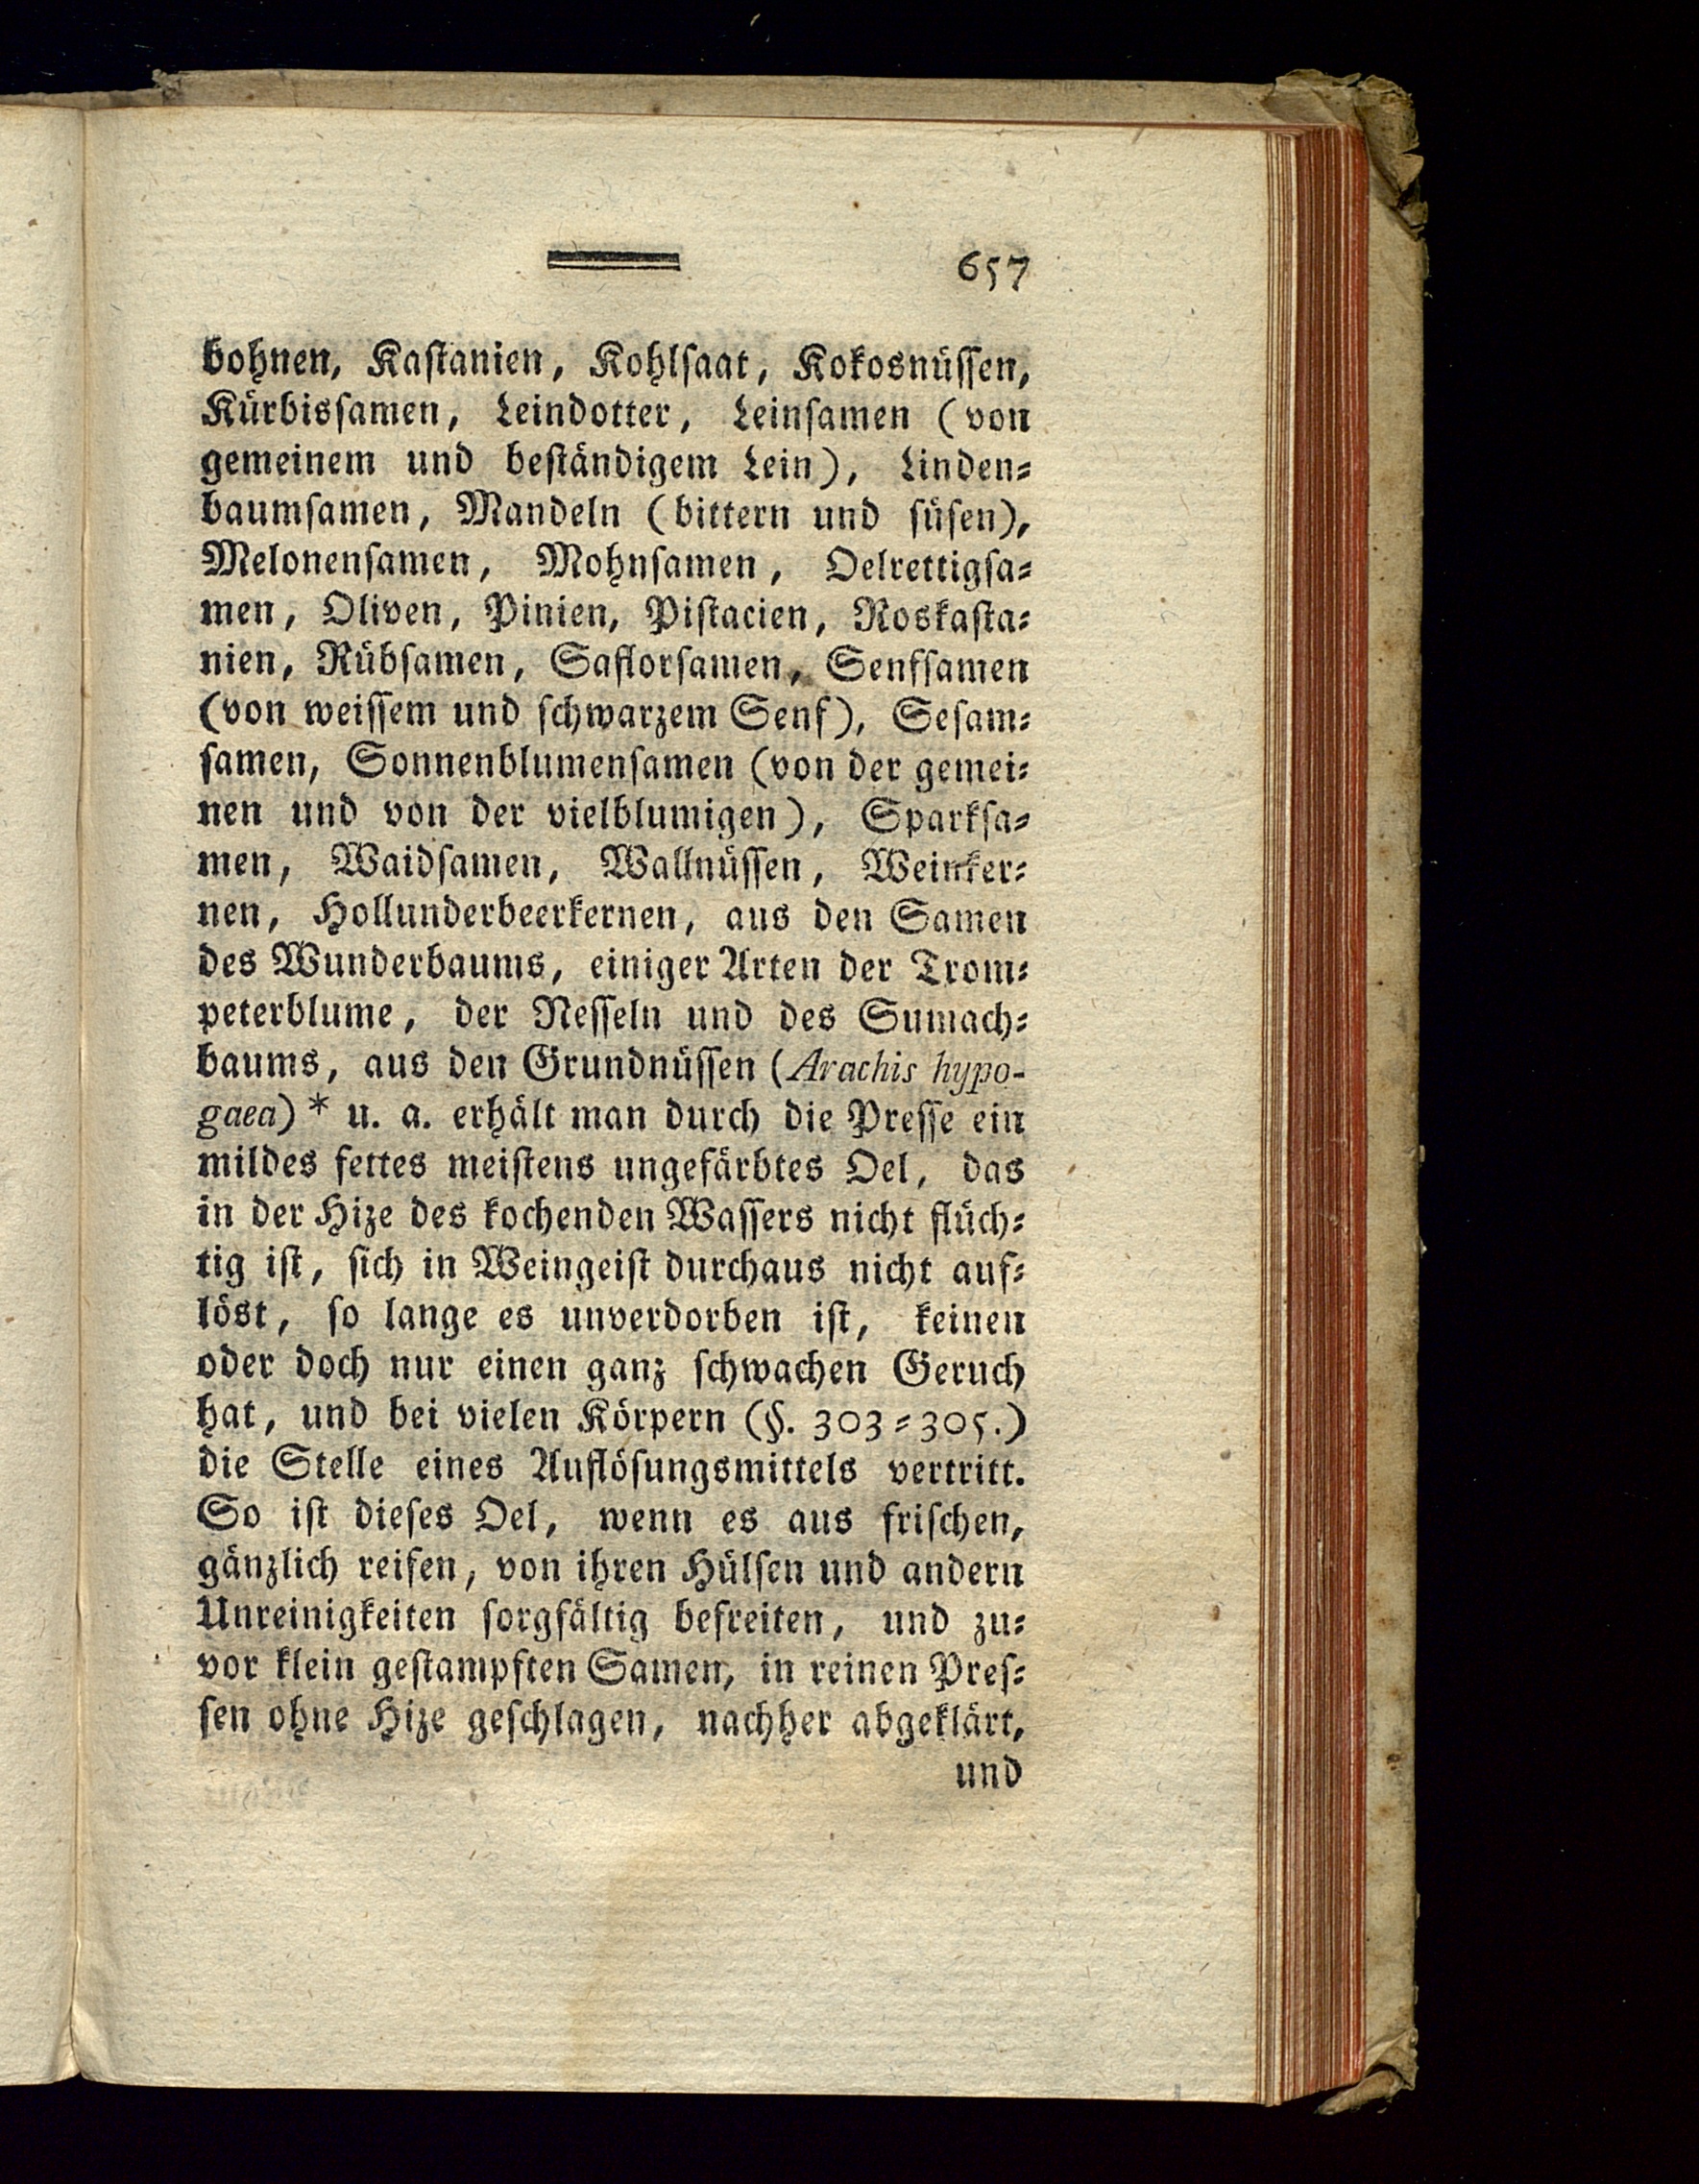 657
bohnen, Kaſtanien, Kohlſaat, Kokosnüſſen,
Kürbisſamen, Leindotter, Leinſamen (von
gemeinem und beſtändigem Lein), Linden⸗
baumſamen, Mandeln (bittern und ſüſen),
Melonenſamen, Mohnſamen, Oelrettigſa⸗
men, Oliven, Pinien, Piſtacien, Roskaſta⸗
nien, Rübſamen, Saflorſamen, Senfſamen
(von weiſſem und ſchwarzem Senf), Seſam⸗
ſamen, Sonnenblumenſamen (von der gemei⸗
nen und von der vielblumigen), Sparkſa⸗
men, Waidſamen, Wallnüſſen, Weinker⸗
nen, Hollunderbeerkernen, aus den Samen
des Wunderbaums, einiger Arten der Trom⸗
peterblume, der Neſſeln und des Sumach⸗
baums, aus den Grundnüſſen (Arachis hypo-
gaea) * u. a. erhält man durch die Preſſe ein
mildes fettes meiſtens ungefärbtes Oel, das
in der Hize des kochenden Waſſers nicht flüch⸗
tig iſt, ſich in Weingeiſt durchaus nicht auf⸗
löst, ſo lange es unverdorben iſt, keinen
oder doch nur einen ganz ſchwachen Geruch
hat, und bei vielen Körpern (§. 303⸗305.)
die Stelle eines Auflöſungsmittels vertritt.
So iſt dieſes Oel, wenn es aus friſchen,
gänzlich reifen, von ihren Hülſen und andern
Unreinigkeiten ſorgfältig befreiten, und zu⸗
vor klein geſtampften Samen, in reinen Preſ⸗
ſen ohne Hize geſchlagen, nachher abgeklärt,
und